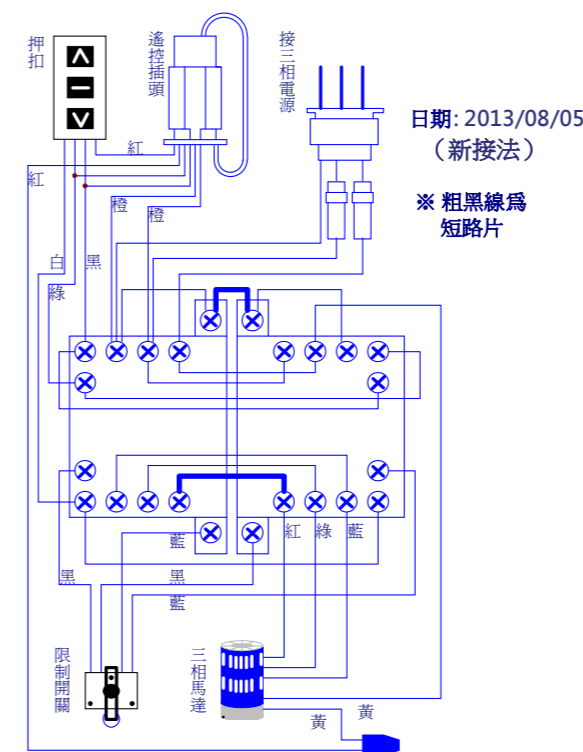 押扣
遙控插頭
接三相電源
日期: 2013/08/05
（新接法）
※ 粗黑線爲
短路片
紅
紅
橙
橙
白
黑
綠
藍
紅
綠
藍
黑
黑
藍
限制開關
三相馬達
黃
黃